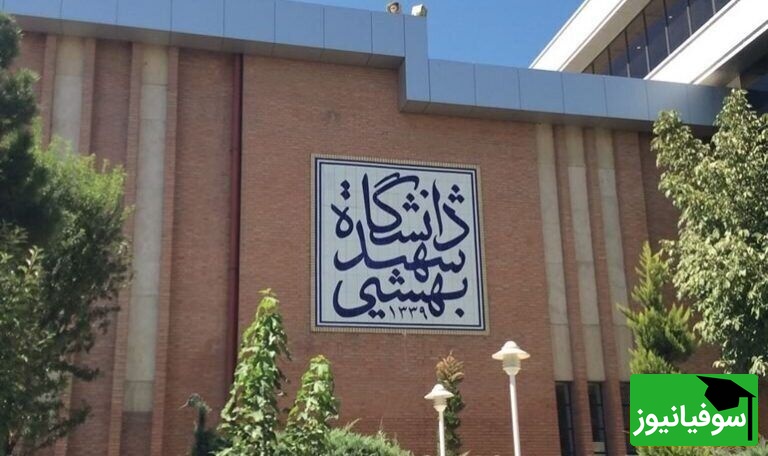 دانشگاه
شهید
بهشتی
۱۳۳۹
سوفیانیوز